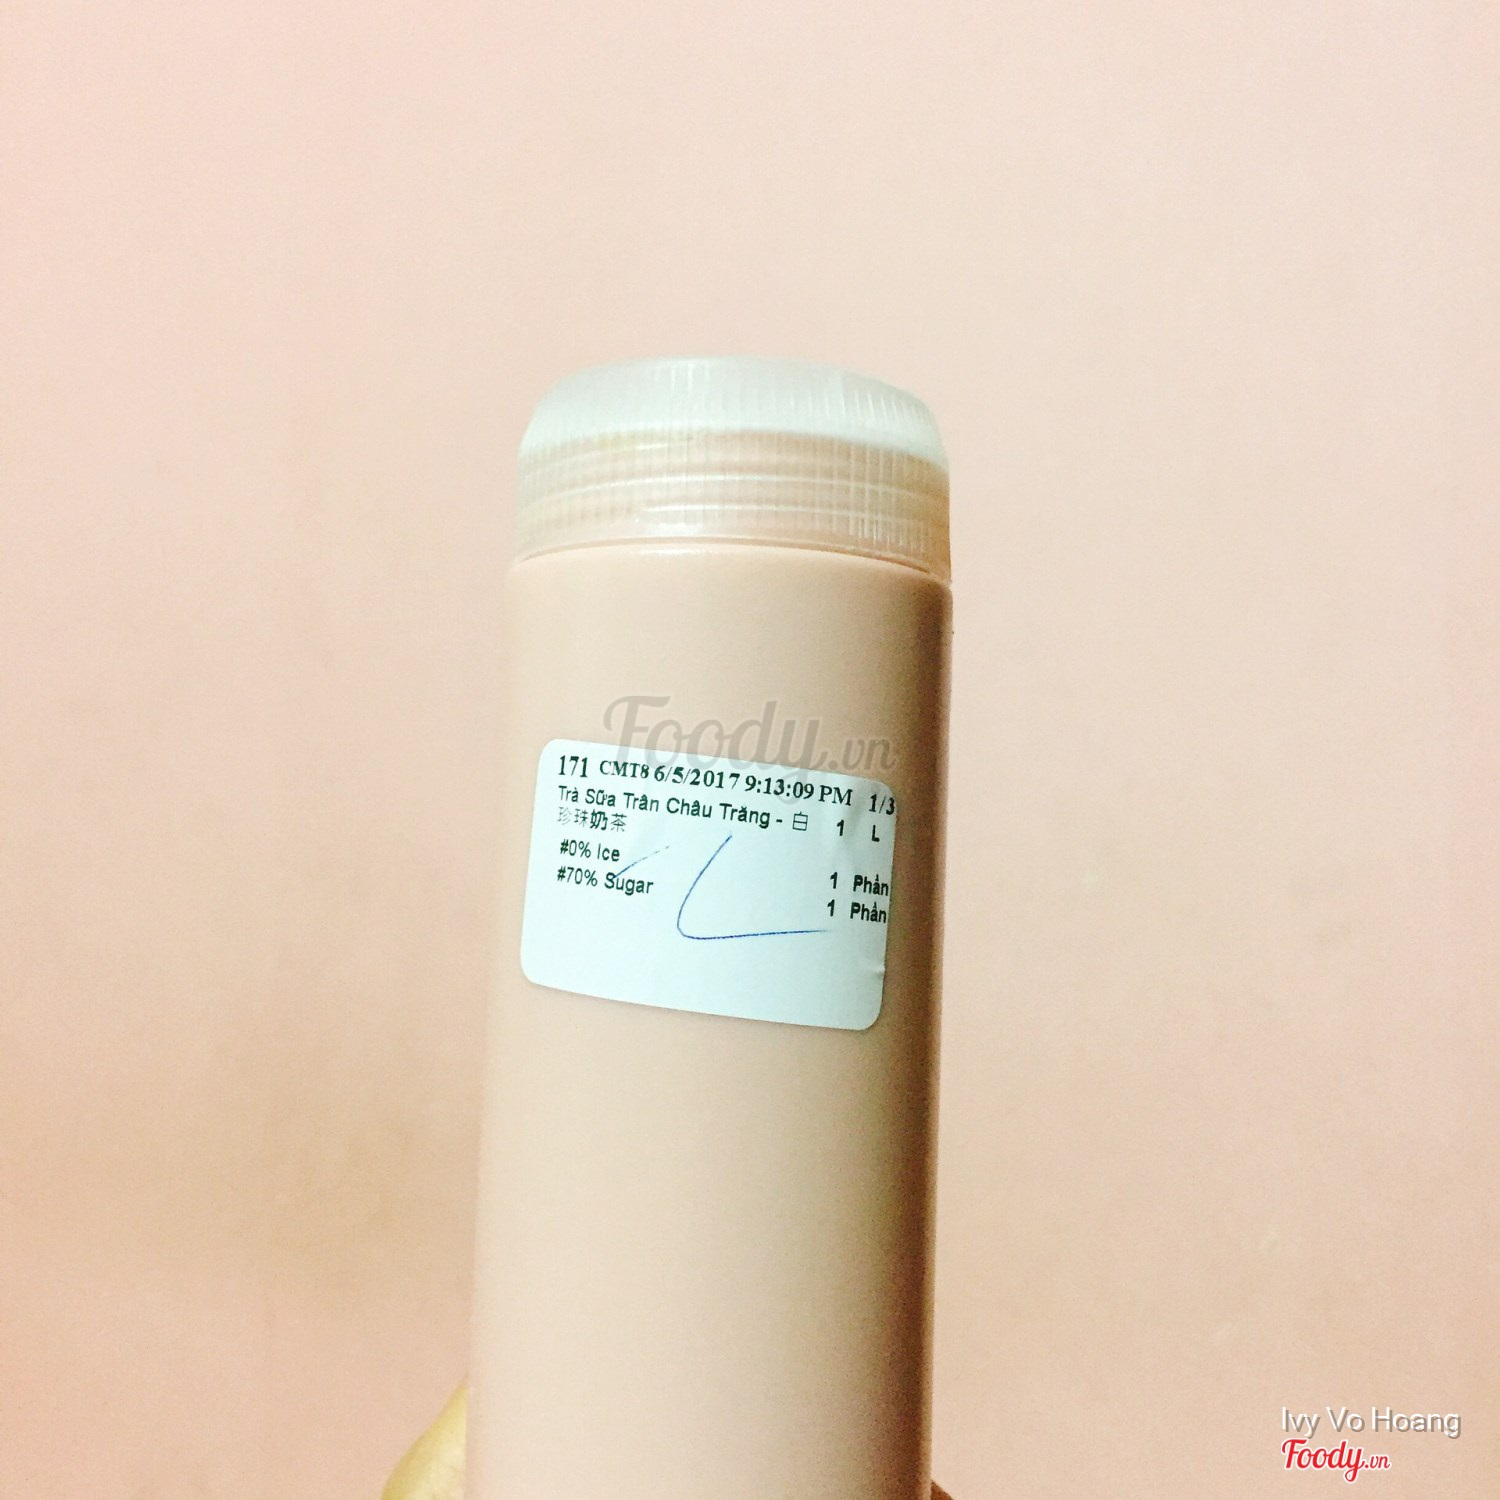 Foody.vn
171 CMT8 6/5/2017 9:13:09 PM 1/3
Trà Sữa Trân Châu Trăng - 白 1 L
珍珠奶茶
#0% Ice 1 Phần
#70% Sugar 1 Phần
Ivy Vo Hoang
Foody.vn